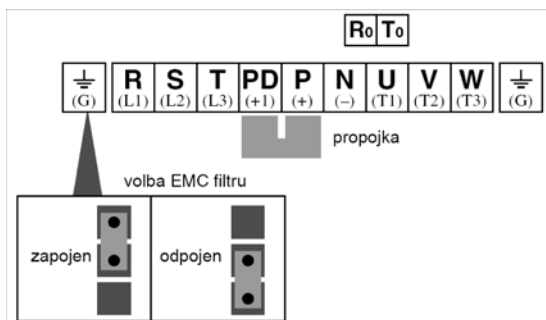 R0 T0
⏚ R S T PD P N U V W ⏚
(G) (L1) (L2) (L3) (+1) (+) (–) (T1) (T2) (T3) (G)
propojka
volba EMC filtru
zapojen odpojen